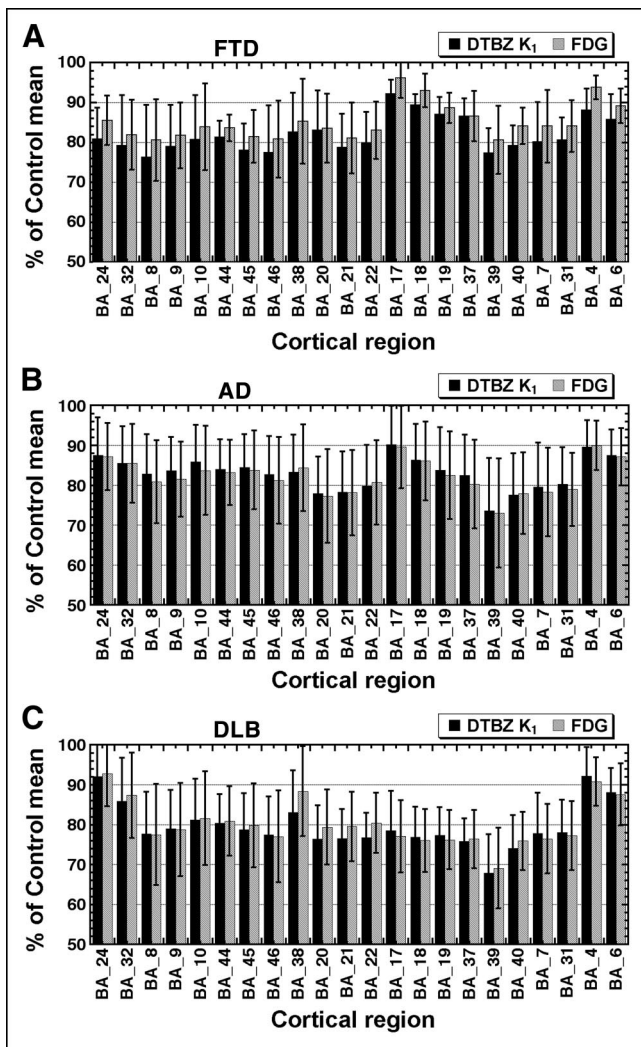 A
FTD
DTBZ K₁ FDG
% of Control mean
100
90
80
70
60
50
BA_24 BA_32 BA_8 BA_9 BA_10 BA_44 BA_45 BA_46 BA_38 BA_20 BA_21 BA_22 BA_17 BA_18 BA_19 BA_37 BA_39 BA_40 BA_7 BA_31 BA_4 BA_6
Cortical region
B
AD
DTBZ K₁ FDG
% of Control mean
100
90
80
70
60
50
BA_24 BA_32 BA_8 BA_9 BA_10 BA_44 BA_45 BA_46 BA_38 BA_20 BA_21 BA_22 BA_17 BA_18 BA_19 BA_37 BA_39 BA_40 BA_7 BA_31 BA_4 BA_6
Cortical region
C
DLB
DTBZ K₁ FDG
% of Control mean
100
90
80
70
60
50
BA_24 BA_32 BA_8 BA_9 BA_10 BA_44 BA_45 BA_46 BA_38 BA_20 BA_21 BA_22 BA_17 BA_18 BA_19 BA_37 BA_39 BA_40 BA_7 BA_31 BA_4 BA_6
Cortical region